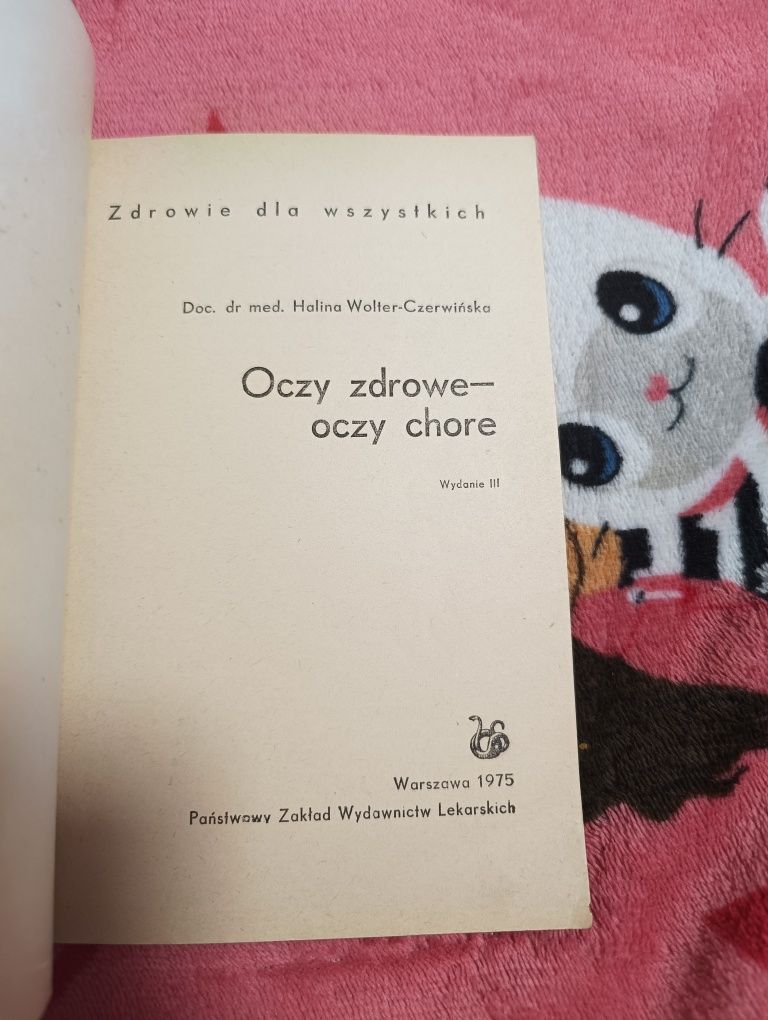 Zdrowie dla wszystkich
Doc. dr med. Halina Wolter-Czerwińska
Oczy zdrowe—
oczy chore
Wydanie III
Warszawa 1975
Państwowy Zakład Wydawnictw Lekarskich